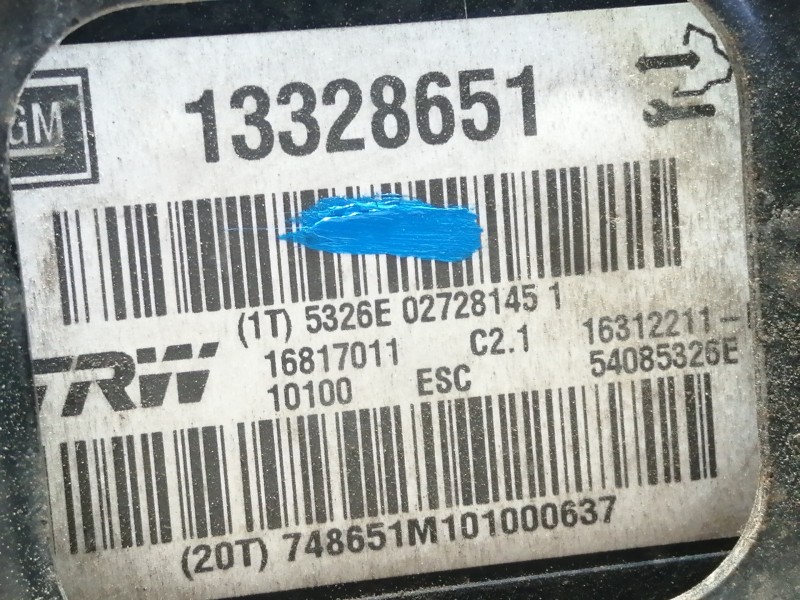 GM
13328651
(1T) 5326E 02728145 1
TRW
16817011 C2.1 16312211-
10100 ESC 54085326E
(20T) 748651M101000637